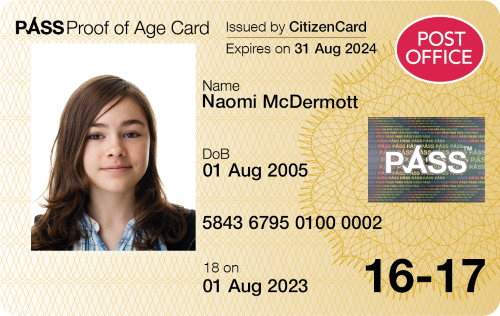 PASS Proof of Age Card
Issued by CitizenCard
Expires on 31 Aug 2024
POST
OFFICE
Name
Naomi McDermott
DoB
01 Aug 2005
PASS™
5843 6795 0100 0002
18 on
01 Aug 2023
16-17